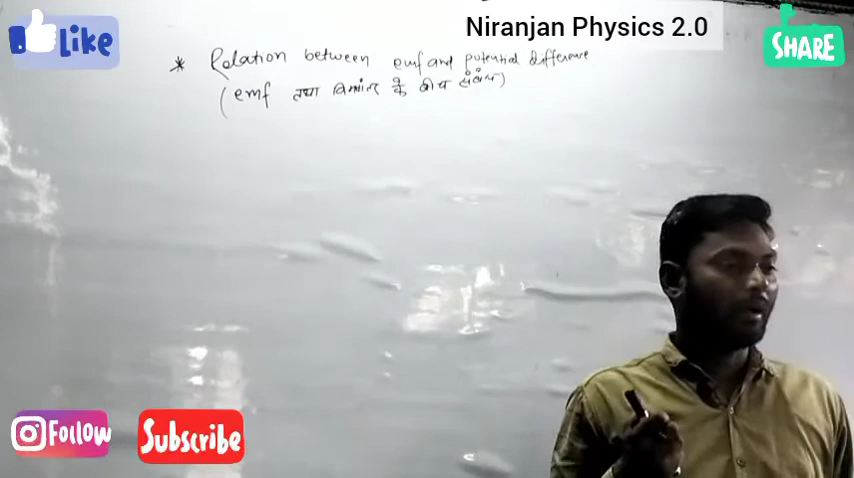 Niranjan Physics 2.0
Like
SHARE
* Relation between emf and potential difference
(emf तथा विभवांतर के बीच संबंध)
Follow
Subscribe